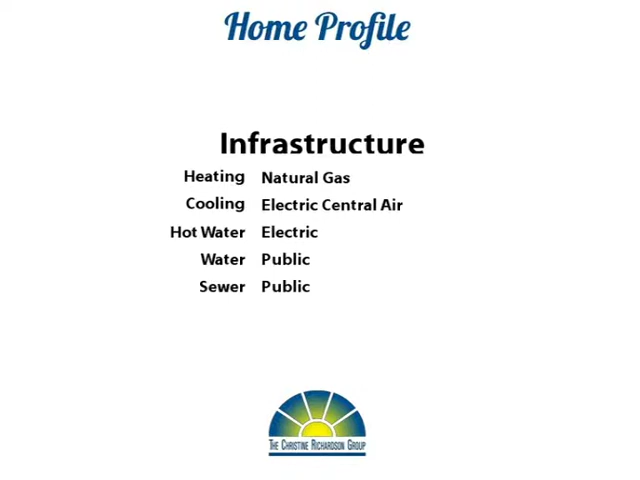 Home Profile
Infrastructure
Heating Natural Gas
Cooling Electric Central Air
Hot Water Electric
Water Public
Sewer Public
The Christine Richardson Group